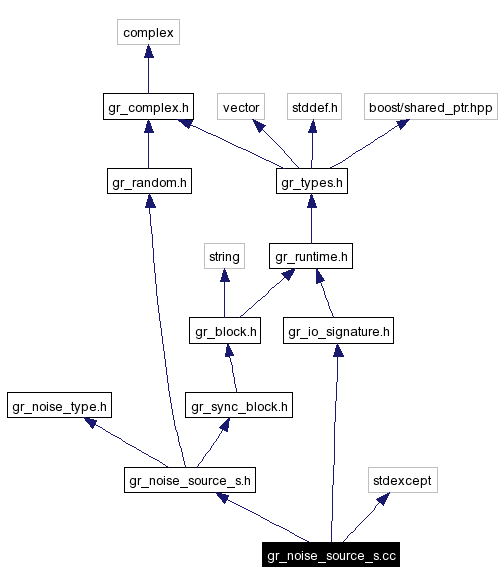 complex
gr_complex.h
vector
stddef.h
boost/shared_ptr.hpp
gr_random.h
gr_types.h
string
gr_runtime.h
gr_block.h
gr_io_signature.h
gr_noise_type.h
gr_sync_block.h
gr_noise_source_s.h
stdexcept
gr_noise_source_s.cc